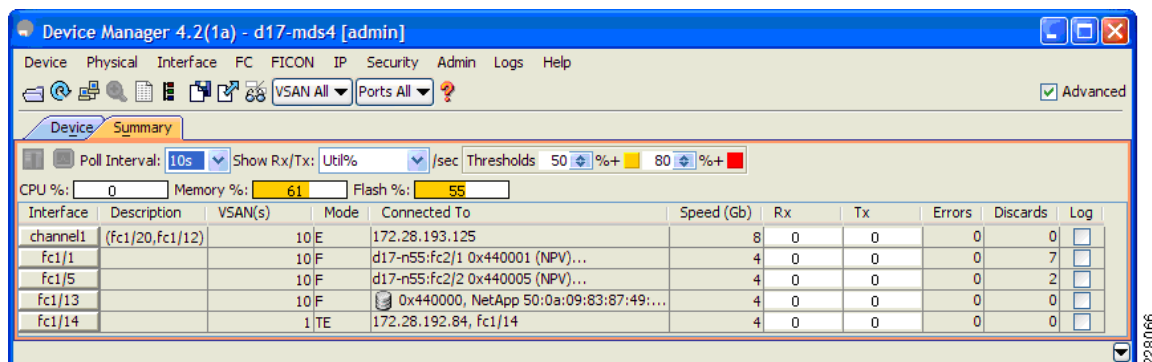 Device Manager 4.2(1a) - d17-mds4 [admin]
Device Physical Interface FC FICON IP Security Admin Logs Help
VSAN All Ports All Advanced
Device Summary
Poll Interval: 10s Show Rx/Tx: Util% /sec Thresholds 50 %+ 80 %+
CPU %: 0 Memory %: 61 Flash %: 55
Interface Description VSAN(s) Mode Connected To Speed (Gb) Rx Tx Errors Discards Log
channel1 (fc1/20,fc1/12) 10 E 172.28.193.125 8 0 0 0 0
fc1/1 10 F d17-n55:fc2/1 0x440001 (NPV)... 4 0 0 0 7
fc1/5 10 F d17-n55:fc2/2 0x440005 (NPV)... 4 0 0 0 2
fc1/13 10 F 0x440000, NetApp 50:0a:09:83:87:49:... 4 0 0 0 0
fc1/14 1 TE 172.28.192.84, fc1/14 4 0 0 0 0